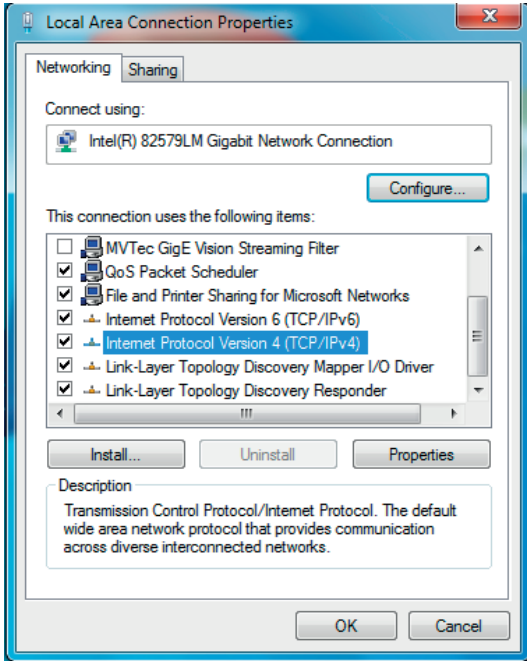 Local Area Connection Properties
Networking
Sharing
Connect using:
Intel(R) 82579LM Gigabit Network Connection
Configure...
This connection uses the following items:
MVTec GigE Vision Streaming Filter
QoS Packet Scheduler
File and Printer Sharing for Microsoft Networks
Internet Protocol Version 6 (TCP/IPv6)
Internet Protocol Version 4 (TCP/IPv4)
Link-Layer Topology Discovery Mapper I/O Driver
Link-Layer Topology Discovery Responder
Install...
Uninstall
Properties
Description
Transmission Control Protocol/Internet Protocol. The default
wide area network protocol that provides communication
across diverse interconnected networks.
OK
Cancel